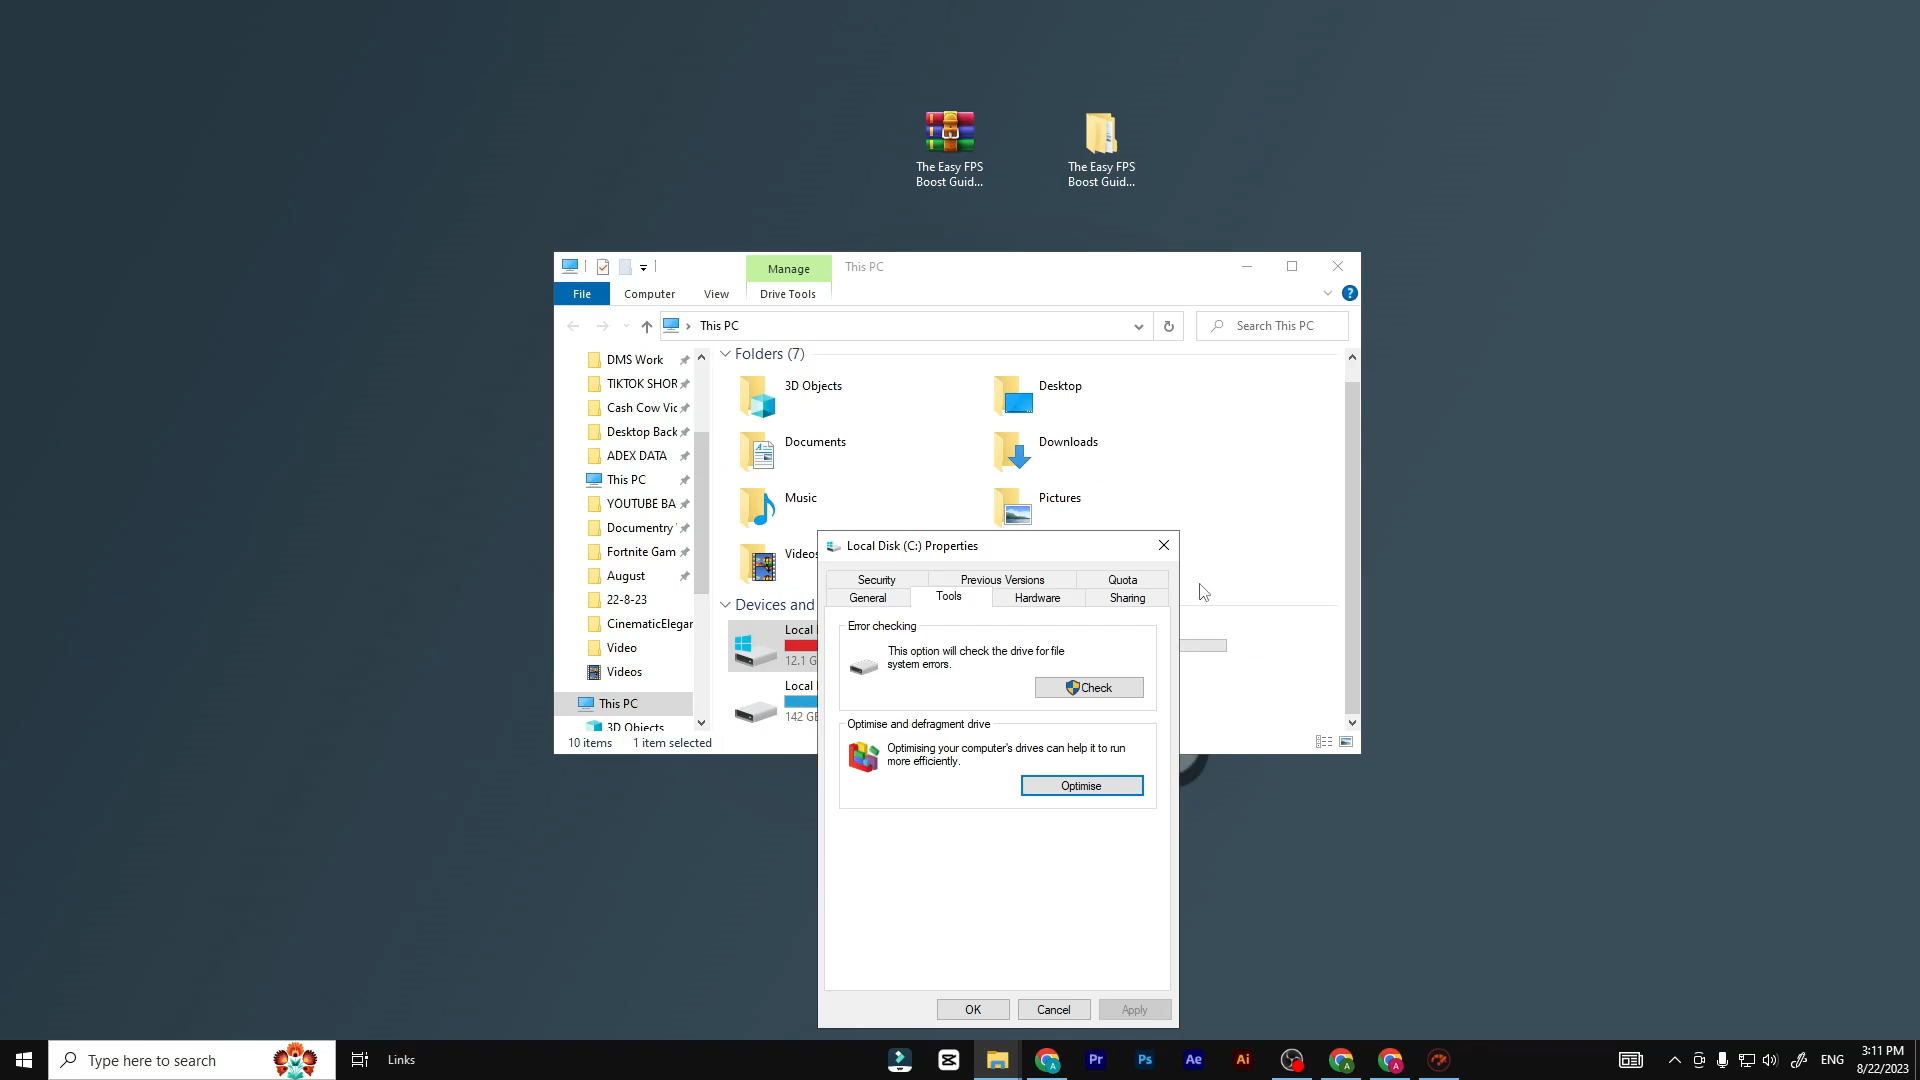 The Easy FPS
Boost Guid...
The Easy FPS
Boost Guid...
Manage
This PC
File
Computer
View
Drive Tools
This PC
Search This PC
DMS Work
TIKTOK SHOR
Cash Cow Vic
Desktop Back
ADEX DATA
This PC
YOUTUBE BA
Documentry
Fortnite Gam
August
22-8-23
CinematicElegar
Video
Videos
This PC
3D Objects
Folders (7)
3D Objects
Desktop
Documents
Downloads
Music
Pictures
Videos
Devices and
Local
12.1 G
Local
142 GB
10 items
1 item selected
Local Disk (C:) Properties
Security
Previous Versions
Quota
General
Tools
Hardware
Sharing
Error checking
This option will check the drive for file
system errors.
Check
Optimise and defragment drive
Optimising your computer's drives can help it to run
more efficiently.
Optimise
OK
Cancel
Apply
Type here to search
Links
Pr
Ps
Ae
Ai
ENG
3:11 PM
8/22/2023